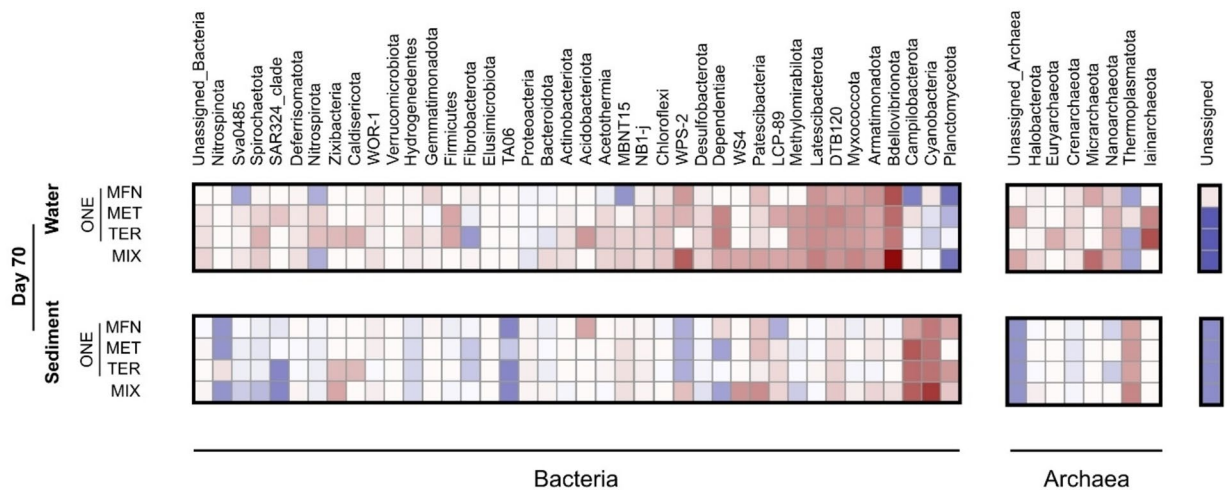 Unassigned_Bacteria
Nitrospinota
Sva0485
Spirochaetota
SAR324_clade
Deferrisomatota
Nitrospirota
Zixibacteria
Caldisericota
WOR-1
Verrucomicrobiota
Hydrogenedentes
Gemmatimonadota
Firmicutes
Fibrobacterota
Elusimicrobiota
TA06
Proteoacteria
Bacteroidota
Actinobacteriota
Acidobacteriota
Acetothermia
MBNT15
NB1-j
Chloroflexi
WPS-2
Desulfobacterota
Dependentiae
WS4
Patescibacteria
LCP-89
Methylomirabilota
Latescibacterota
DTB120
Myxococcota
Armatimonadota
Bdellovibrionota
Campilobacterota
Cyanobacteria
Planctomycetota
Unassigned_Archaea
Halobacterota
Euryarchaeota
Crenarchaeota
Micrarchaeota
Nanoarchaeota
Thermoplasmatota
Iainarchaeota
Unassigned
Day 70
Water
ONE
MFN
MET
TER
MIX
Sediment
ONE
MFN
MET
TER
MIX
Bacteria
Archaea